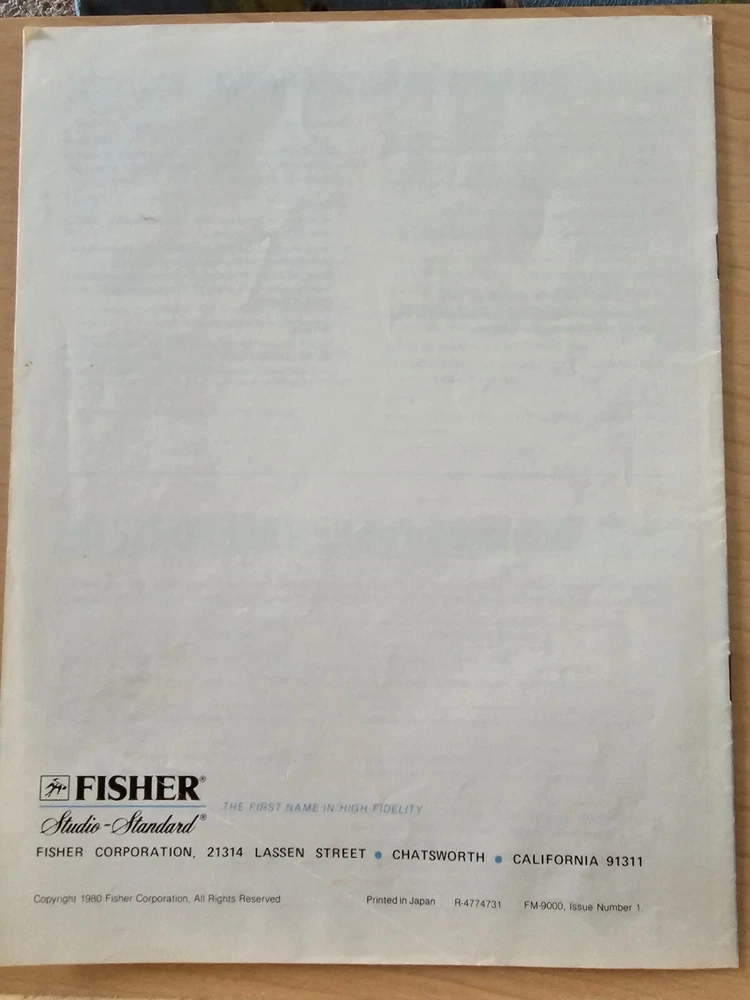 FISHER®
THE FIRST NAME IN HIGH FIDELITY
Studio-Standard®
FISHER CORPORATION, 21314 LASSEN STREET ● CHATSWORTH ● CALIFORNIA 91311
Copyright 1980 Fisher Corporation, All Rights Reserved Printed in Japan R-4774731 FM-9000, Issue Number 1.